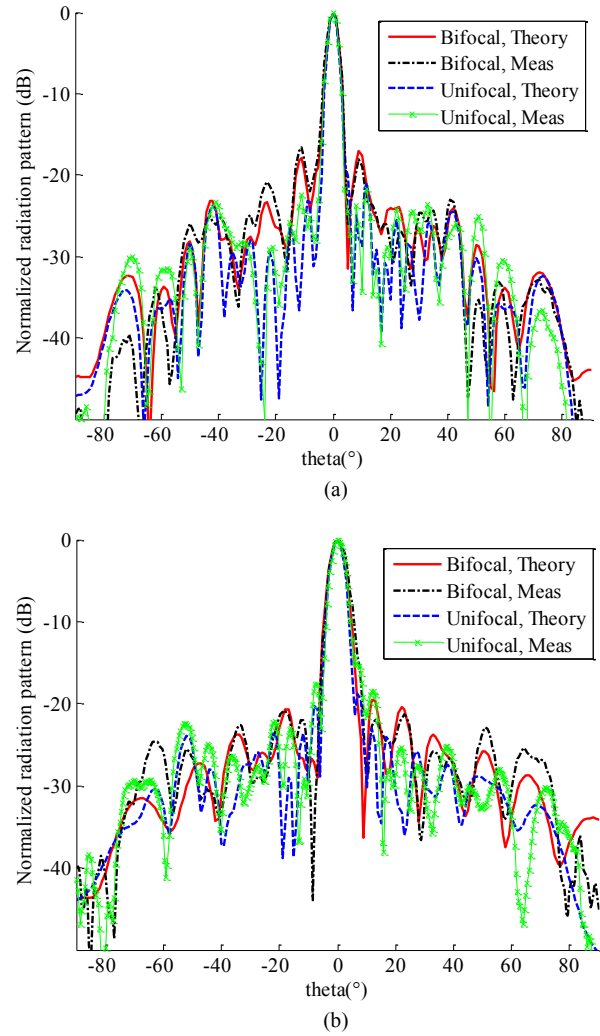 0
-10
-20
-30
-40
Normalized radiation pattern (dB)
Bifocal, Theory
Bifocal, Meas
Unifocal, Theory
Unifocal, Meas
-80 -60 -40 -20 0 20 40 60 80
theta(°)
(a)
0
-10
-20
-30
-40
Normalized radiation pattern (dB)
Bifocal, Theory
Bifocal, Meas
Unifocal, Theory
Unifocal, Meas
-80 -60 -40 -20 0 20 40 60 80
theta(°)
(b)